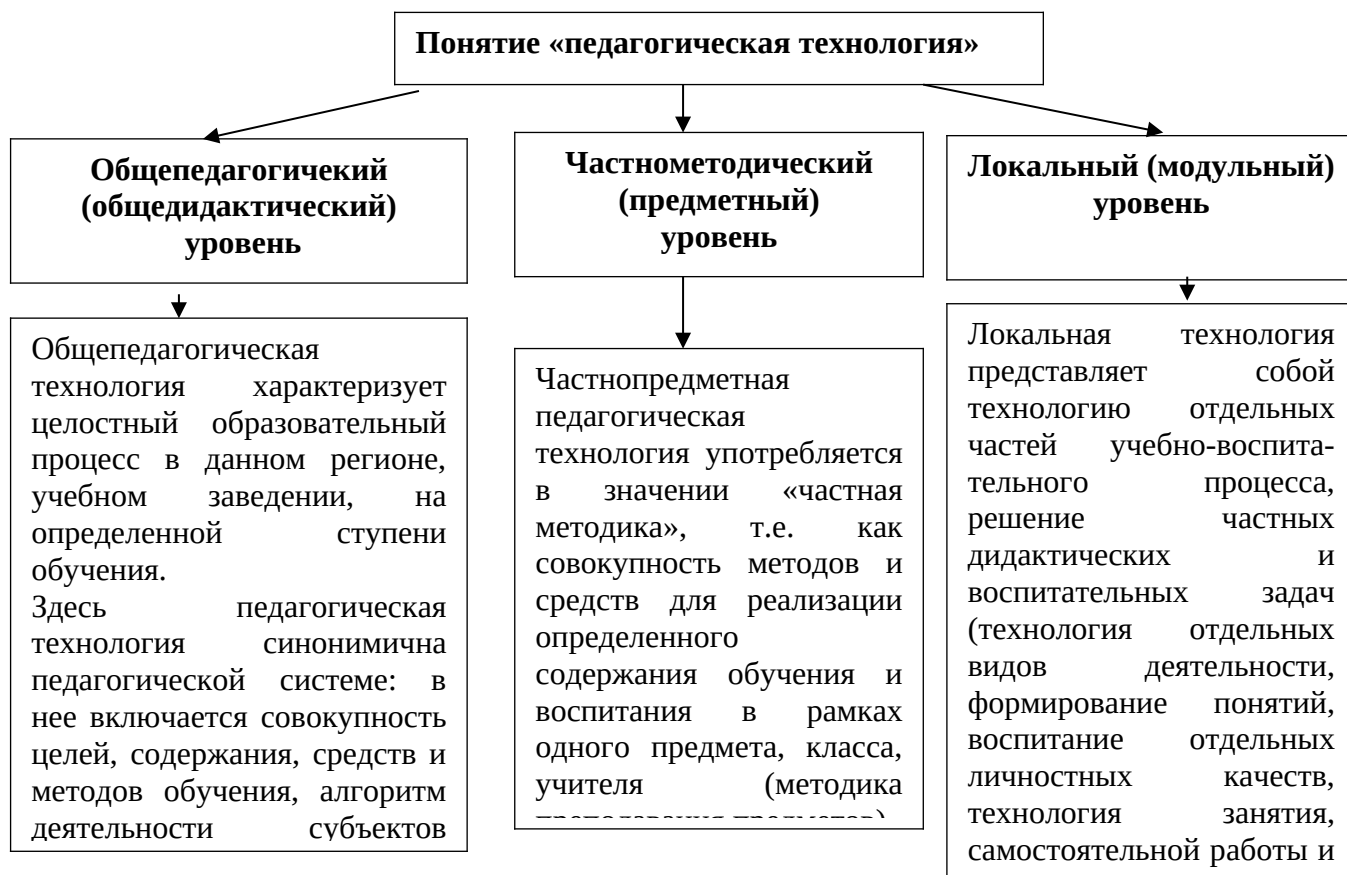 Понятие «педагогическая технология»
Общепедагогичекий
(общедидактический)
уровень
Частнометодический
(предметный)
уровень
Локальный (модульный)
уровень
Общепедагогическая
технология характеризует
целостный образовательный
процесс в данном регионе,
учебном заведении, на
определенной ступени
обучения.
Здесь педагогическая
технология синонимична
педагогической системе: в
нее включается совокупность
целей, содержания, средств и
методов обучения, алгоритм
деятельности субъектов
Частнопредметная
педагогическая
технология употребляется
в значении «частная
методика», т.е. как
совокупность методов и
средств для реализации
определенного
содержания обучения и
воспитания в рамках
одного предмета, класса,
учителя (методика
Локальная технология
представляет собой
технологию отдельных
частей учебно-воспита-
тельного процесса,
решение частных
дидактических и
воспитательных задач
(технология отдельных
видов деятельности,
формирование понятий,
воспитание отдельных
личностных качеств,
технология занятия,
самостоятельной работы и